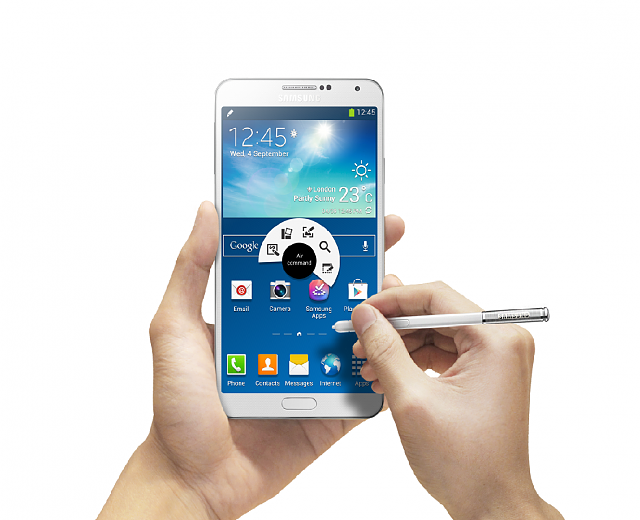 SAMSUNG
12:45
12:45
Wed, 4 September
London
Partly Sunny 23°C
Google
Air
command
Email
Camera
Samsung
Apps
SAMSUNG
Phone
Contacts
Messages
Internet
Apps